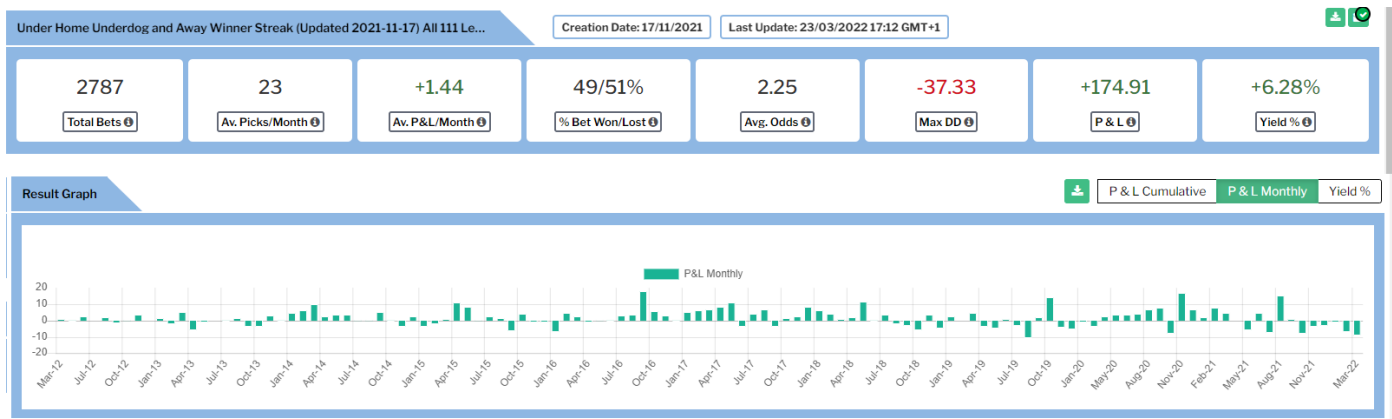 Under Home Underdog and Away Winner Streak (Updated 2021-11-17) All 111 Le...
Creation Date: 17/11/2021
Last Update: 23/03/2022 17:12 GMT+1
2787
23
+1.44
49/51%
2.25
-37.33
+174.91
+6.28%
Total Bets
Av. Picks/Month
Av. P&L/Month
% Bet Won/Lost
Avg. Odds
Max DD
P & L
Yield %
Result Graph
P & L Cumulative
P & L Monthly
Yield %
P&L Monthly
20
10
0
-10
-20
Mar-12
Jul-12
Oct-12
Jan-13
Apr-13
Jul-13
Oct-13
Jan-14
Apr-14
Jul-14
Oct-14
Jan-15
Apr-15
Jul-15
Oct-15
Jan-16
Apr-16
Jul-16
Oct-16
Jan-17
Apr-17
Jul-17
Oct-17
Jan-18
Apr-18
Jul-18
Oct-18
Jan-19
Apr-19
Jul-19
Oct-19
Jan-20
May-20
Aug-20
Nov-20
Feb-21
May-21
Aug-21
Nov-21
Mar-22